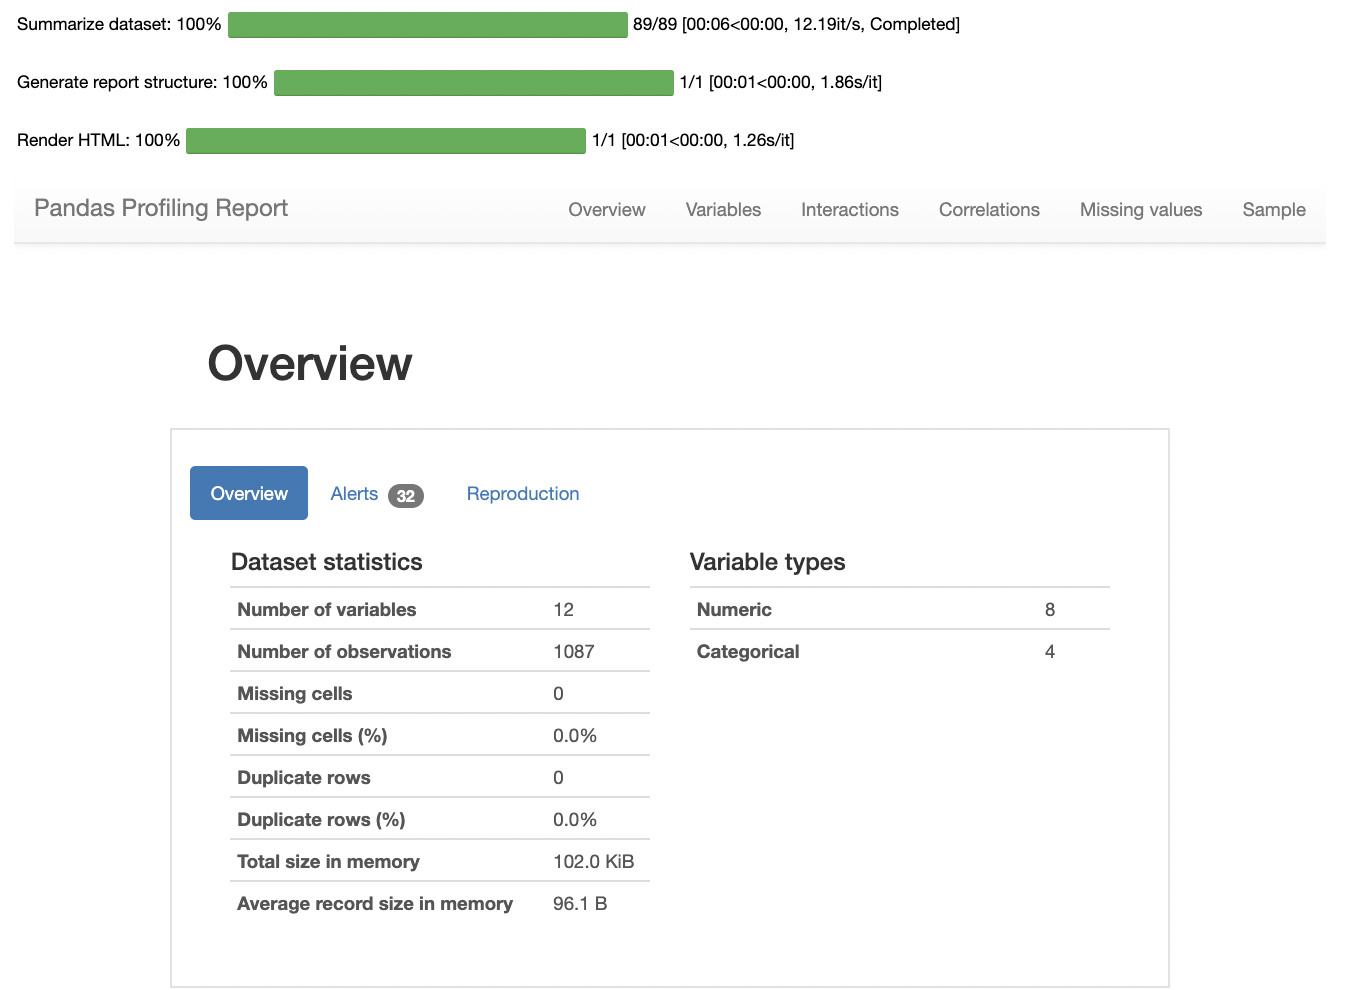 Summarize dataset: 100% 89/89 [00:06<00:00, 12.19it/s, Completed]
Generate report structure: 100% 1/1 [00:01<00:00, 1.86s/it]
Render HTML: 100% 1/1 [00:01<00:00, 1.26s/it]
Pandas Profiling Report Overview Variables Interactions Correlations Missing values Sample
Overview
Overview Alerts 32 Reproduction
Dataset statistics
Number of variables 12
Number of observations 1087
Missing cells 0
Missing cells (%) 0.0%
Duplicate rows 0
Duplicate rows (%) 0.0%
Total size in memory 102.0 KiB
Average record size in memory 96.1 B
Variable types
Numeric 8
Categorical 4